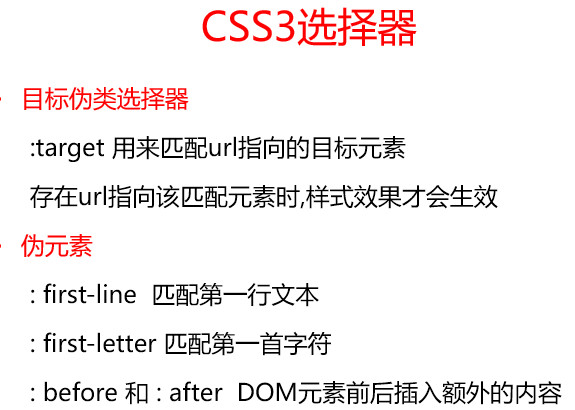 CSS3选择器
目标伪类选择器
:target 用来匹配url指向的目标元素
存在url指向该匹配元素时,样式效果才会生效
伪元素
: first-line 匹配第一行文本
: first-letter 匹配第一首字符
: before 和 : after DOM元素前后插入额外的内容